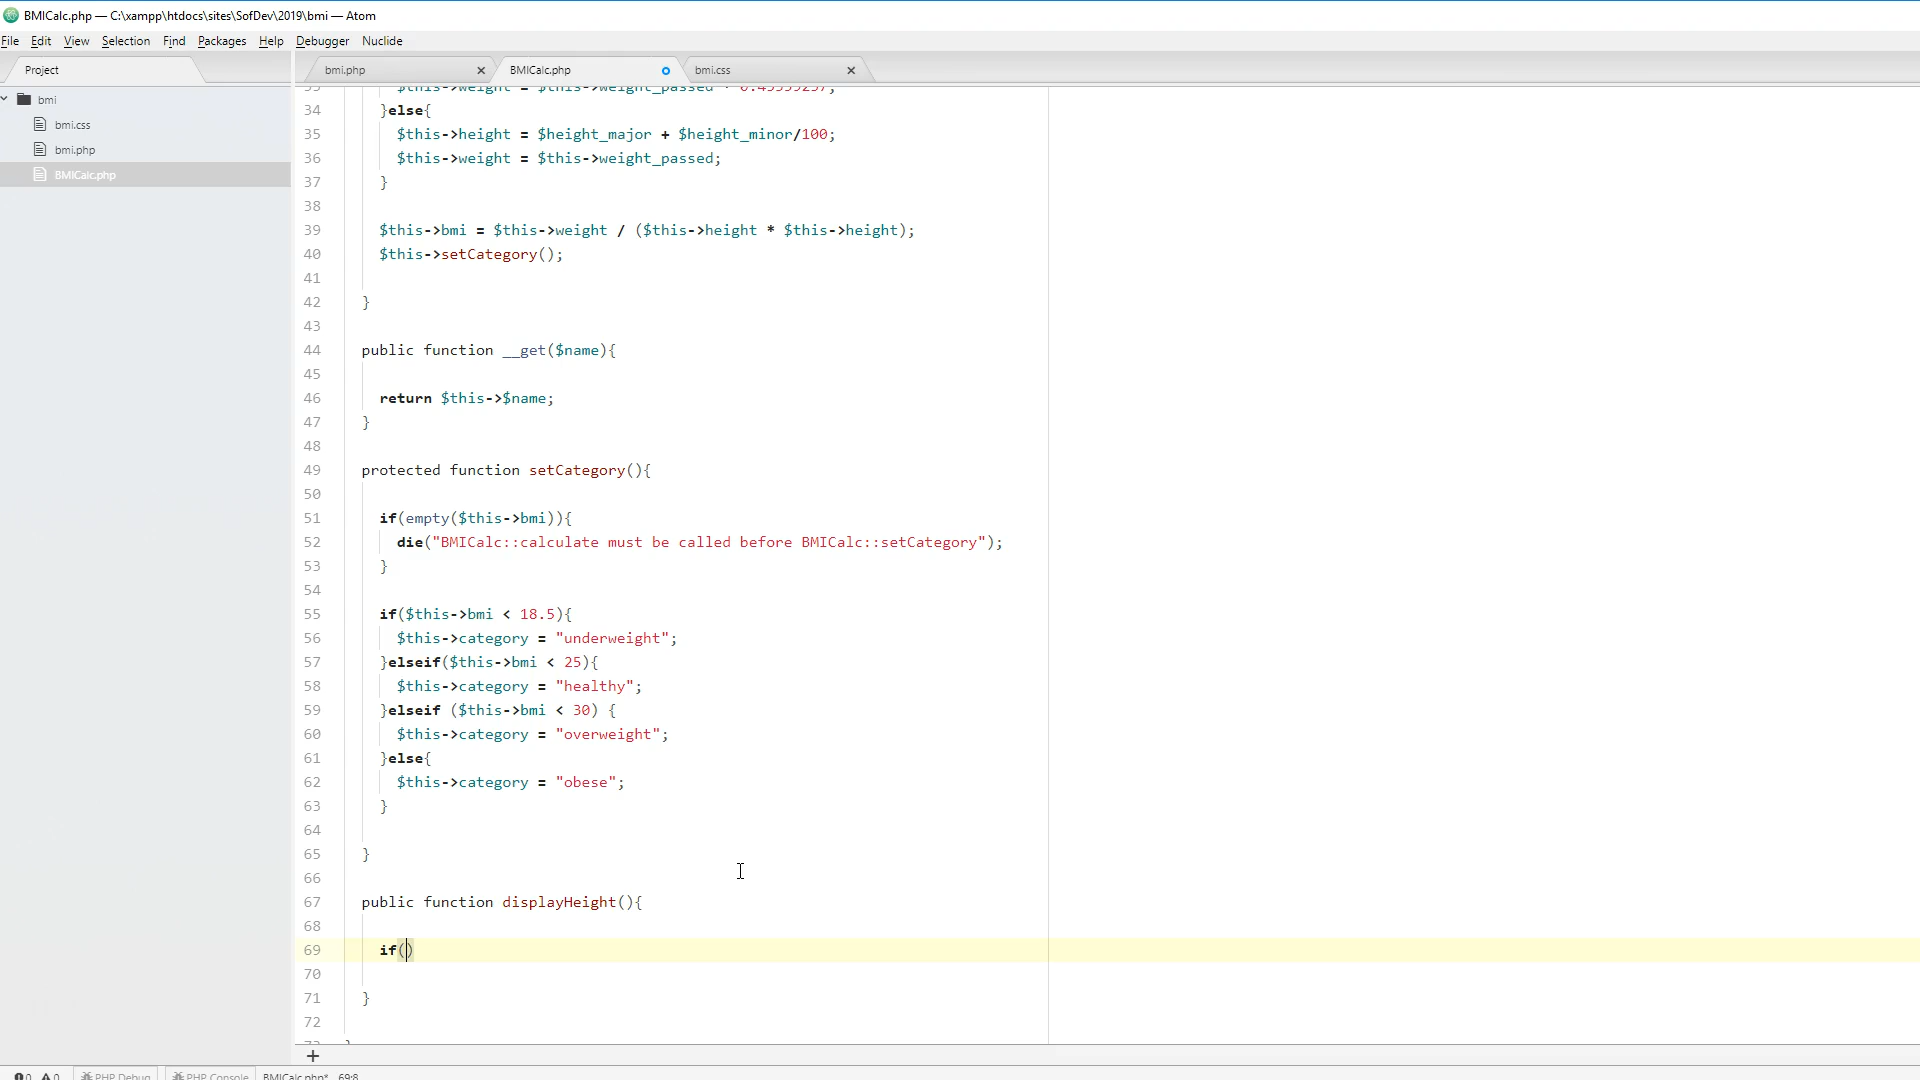 BMICalc.php — C:\xampp\htdocs\sites\SofDev\2019\bmi — Atom
File Edit View Selection Find Packages Help Debugger Nuclide
Project
bmi
bmi.css
bmi.php
BMICalc.php
bmi.php BMICalc.php bmi.css
33 $this->weight = $this->weight_passed
34 }else{
35 $this->height = $height_major + $height_minor/100;
36 $this->weight = $this->weight_passed;
37 }
38
39 $this->bmi = $this->weight / ($this->height * $this->height);
40 $this->setCategory();
41
42 }
43
44 public function __get($name){
45
46 return $this->$name;
47 }
48
49 protected function setCategory(){
50
51 if(empty($this->bmi)){
52 die("BMICalc::calculate must be called before BMICalc::setCategory");
53 }
54
55 if($this->bmi < 18.5){
56 $this->category = "underweight";
57 }elseif($this->bmi < 25){
58 $this->category = "healthy";
59 }elseif ($this->bmi < 30) {
60 $this->category = "overweight";
61 }else{
62 $this->category = "obese";
63 }
64
65 }
66
67 public function displayHeight(){
68
69 if()
70
71 }
72
+
0 0 PHP Debug PHP Console BMICalc.php* 69:8